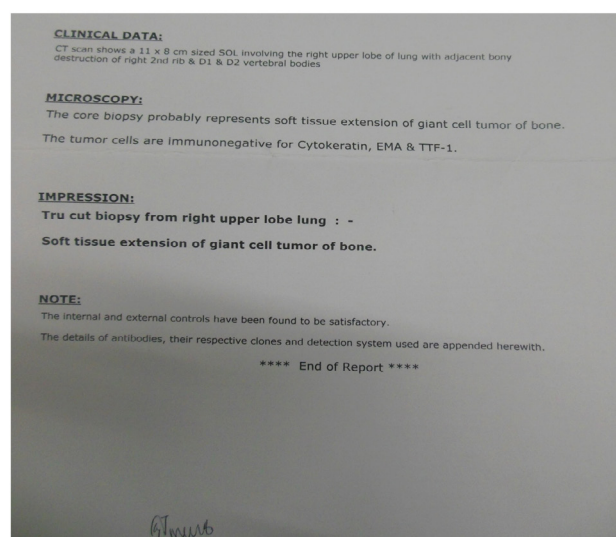 CLINICAL DATA:
CT scan shows a 11 x 8 cm sized SOL involving the right upper lobe of lung with adjacent bony
destruction of right 2nd rib & D1 & D2 vertebral bodies
MICROSCOPY:
The core biopsy probably represents soft tissue extension of giant cell tumor of bone.
The tumor cells are immunonegative for Cytokeratin, EMA & TTF-1.
IMPRESSION:
Tru cut biopsy from right upper lobe lung : -
Soft tissue extension of giant cell tumor of bone.
NOTE:
The internal and external controls have been found to be satisfactory.
The details of antibodies, their respective clones and detection system used are appended herewith.
**** End of Report ****